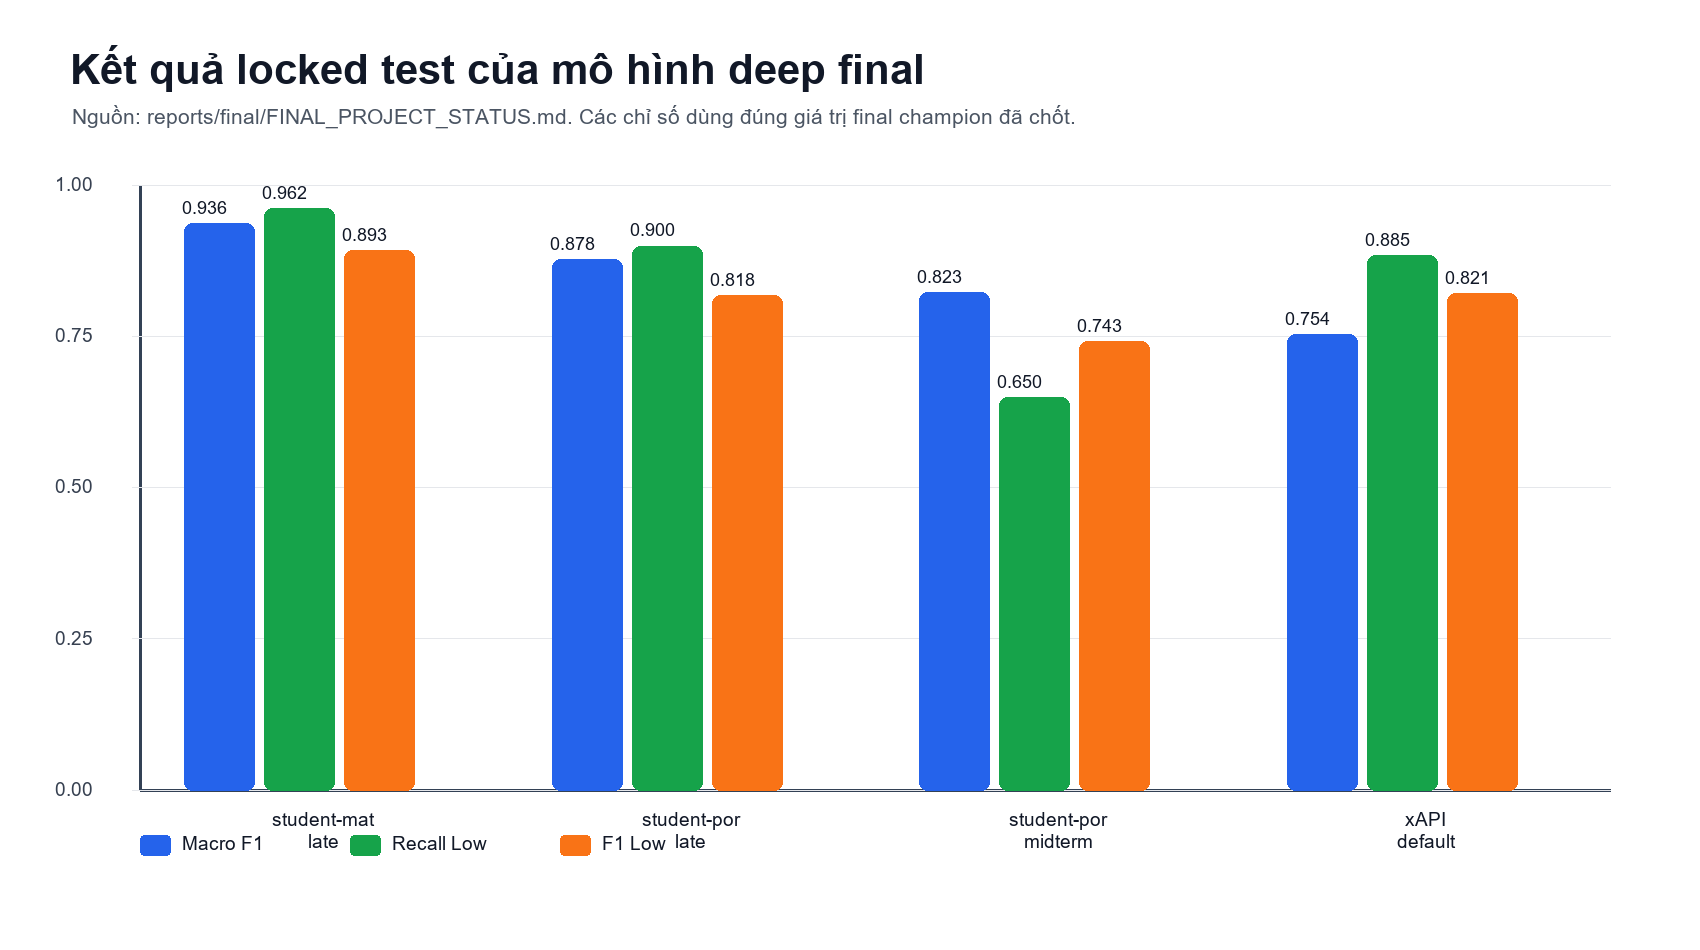 Kết quả locked test của mô hình deep final
Nguồn: reports/final/FINAL_PROJECT_STATUS.md. Các chỉ số dùng đúng giá trị final champion đã chốt.
1.00
0.75
0.50
0.25
0.00
0.936
0.962
0.893
0.878
0.900
0.818
0.823
0.650
0.743
0.754
0.885
0.821
student-mat
late
student-por
late
student-por
midterm
xAPI
default
Macro F1
Recall Low
F1 Low